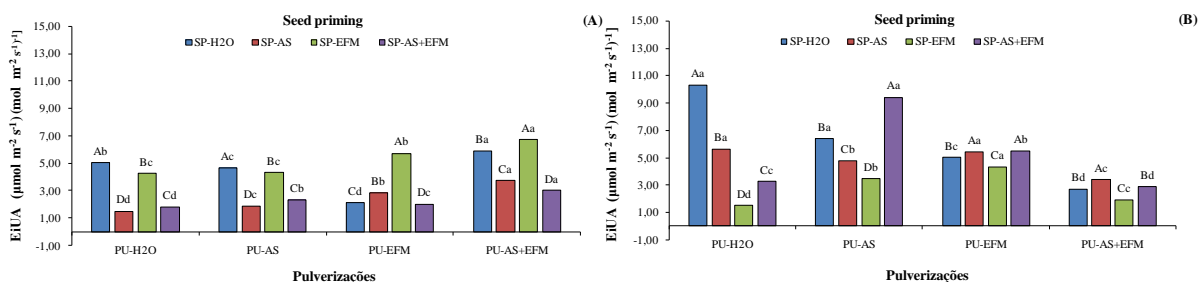 Seed priming
(A)
SP-H2O SP-AS SP-EFM SP-AS+EFM
EiUA (µmol m-2 s-1) (mol m-2 s-1)-1]
15,00
13,00
11,00
9,00
7,00
5,00
3,00
1,00
-1,00
Ab Dd Bc Cd
Ac Dc Bc Cb
Cd Bb Ab Dc
Ba Ca Aa Da
PU-H2O PU-AS PU-EFM PU-AS+EFM
Pulverizações
Seed priming
(B)
SP-H2O SP-AS SP-EFM SP-AS+EFM
EiUA (µmol m-2 s-1) (mol m-2 s-1)-1]
15,00
13,00
11,00
9,00
7,00
5,00
3,00
1,00
-1,00
Aa Ba Dd Cc
Ba Cb Db Aa
Bc Aa Ca Ab
Bd Ac Cc Bd
PU-H2O PU-AS PU-EFM PU-AS+EFM
Pulverizações